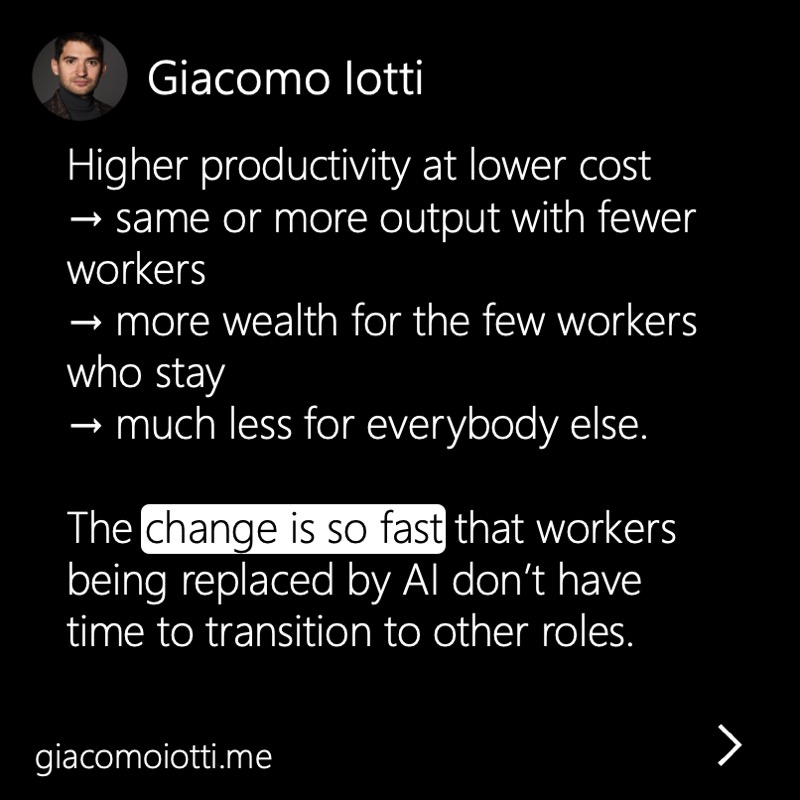 Giacomo Iotti
Higher productivity at lower cost
→ same or more output with fewer
workers
→ more wealth for the few workers
who stay
→ much less for everybody else.
The change is so fast that workers
being replaced by AI don’t have
time to transition to other roles.
giacomoiotti.me